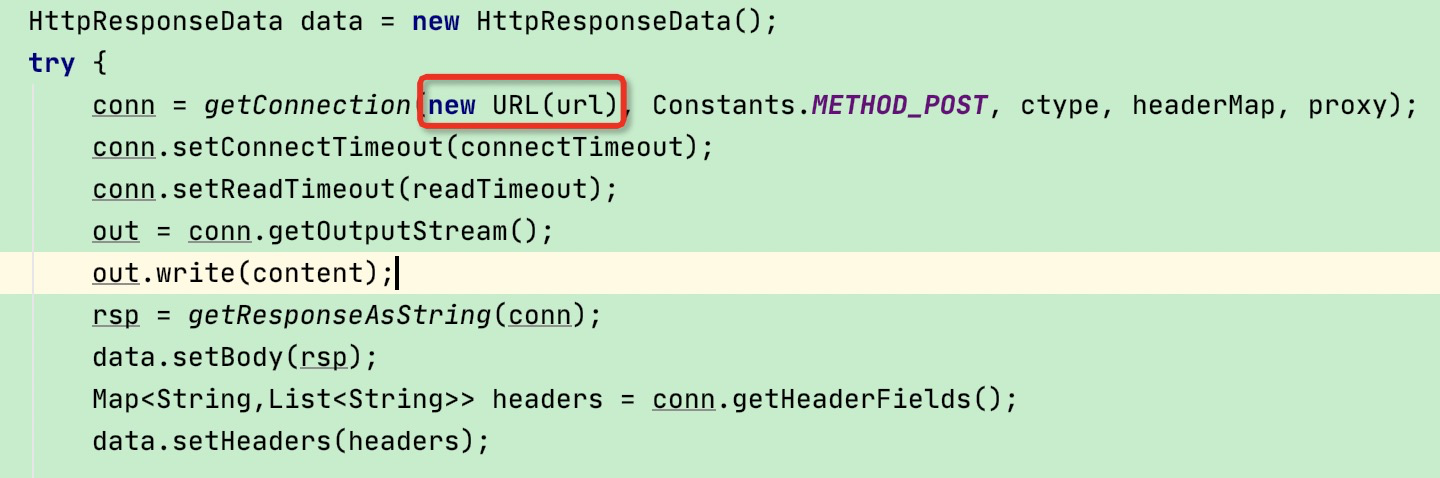 HttpResponseData data = new HttpResponseData();
try {
conn = getConnection(new URL(url), Constants.METHOD_POST, ctype, headerMap, proxy);
conn.setConnectTimeout(connectTimeout);
conn.setReadTimeout(readTimeout);
out = conn.getOutputStream();
out.write(content);
rsp = getResponseAsString(conn);
data.setBody(rsp);
Map<String,List<String>> headers = conn.getHeaderFields();
data.setHeaders(headers);